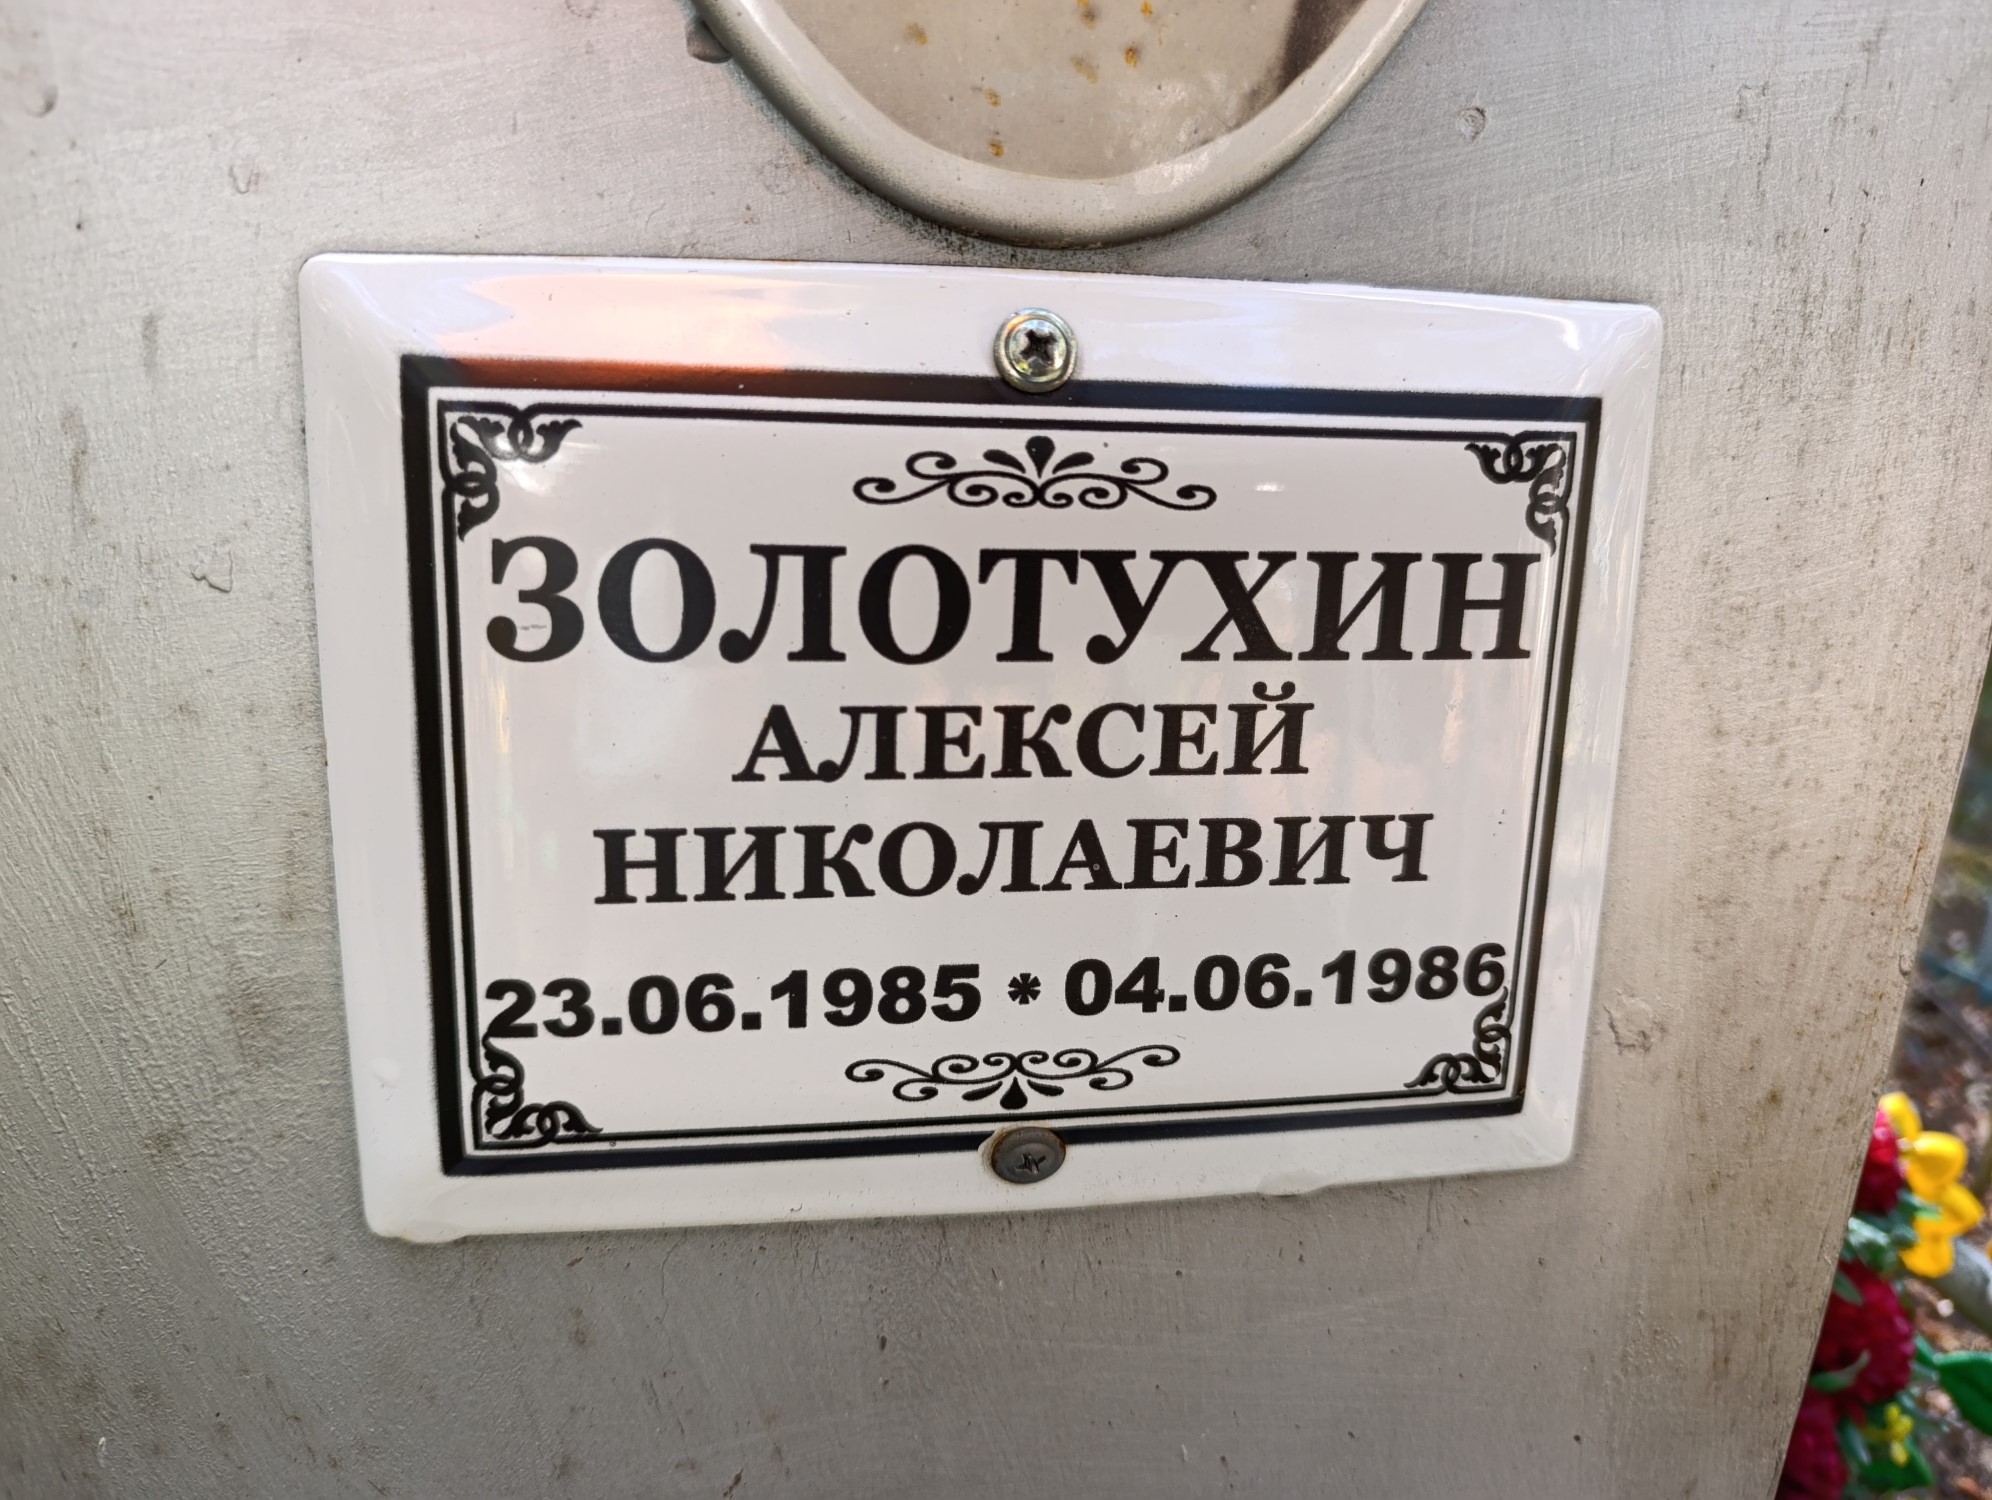 ЗОЛОТУХИН
АЛЕКСЕЙ
НИКОЛАЕВИЧ
23.06.1985 * 04.06.1986